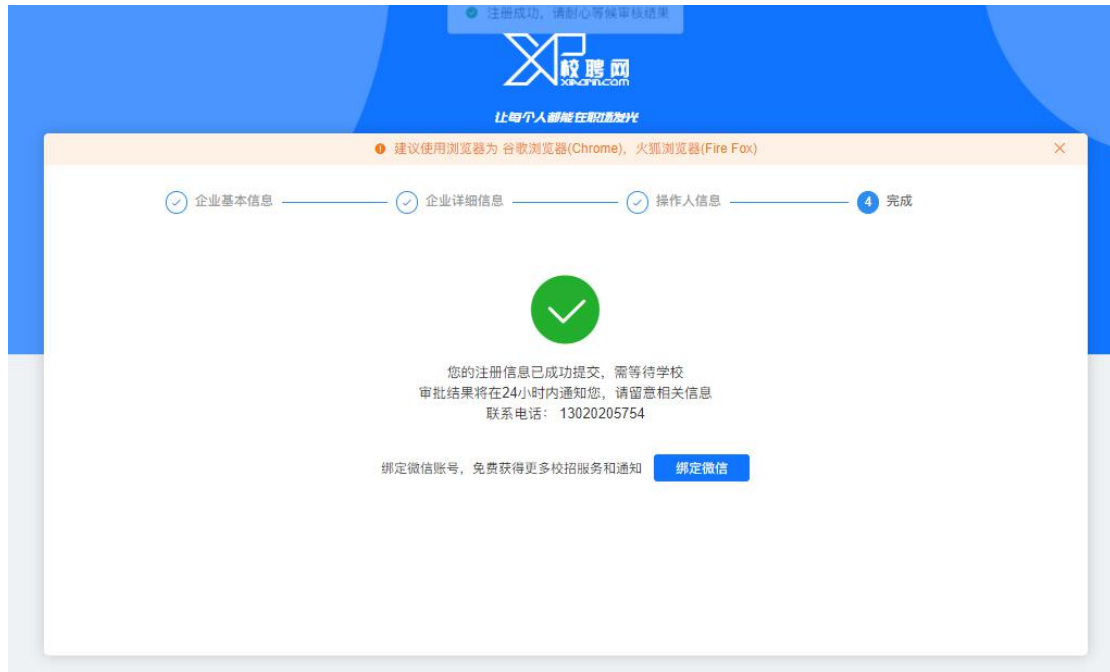 注册成功，请耐心等候审核结果
XP
校聘网
xiaopin.com
让每个人都能在职场发光
建议使用浏览器为 谷歌浏览器(Chrome)，火狐浏览器(Fire Fox)
企业基本信息 企业详细信息 操作人信息 4 完成
您的注册信息已成功提交，需等待学校
审批结果将在24小时内通知您，请留意相关信息
联系电话： 13020205754
绑定微信账号，免费获得更多校招服务和通知 绑定微信